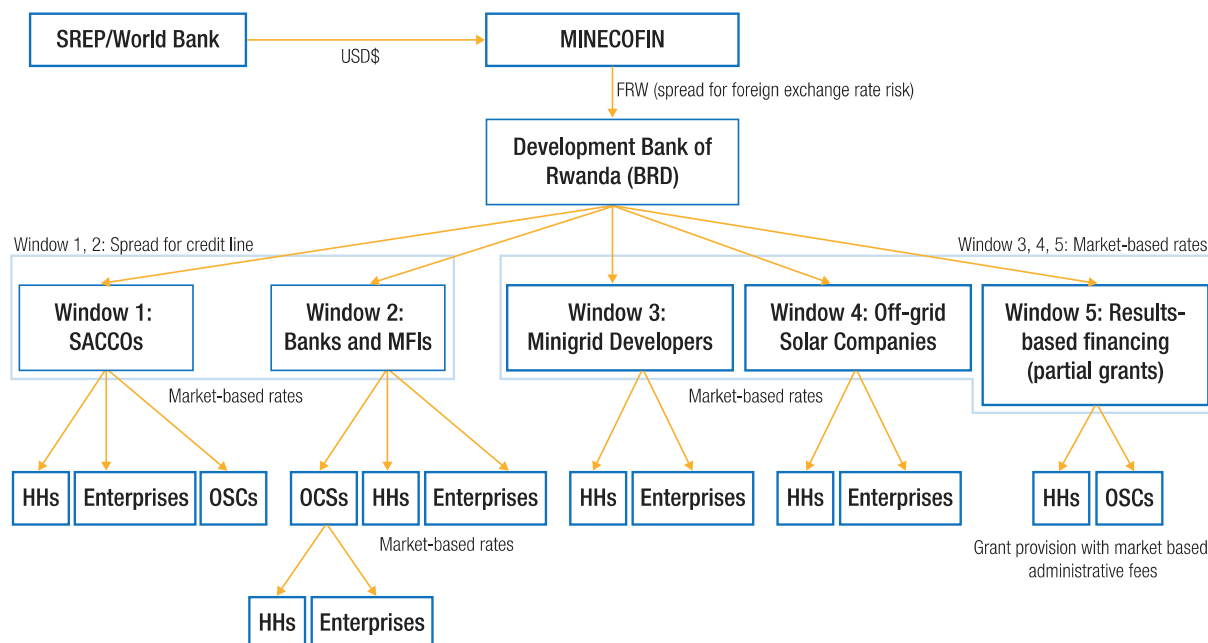 SREP/World Bank
USD$
MINECOFIN
FRW (spread for foreign exchange rate risk)
Development Bank of
Rwanda (BRD)
Window 1, 2: Spread for credit line
Window 3, 4, 5: Market-based rates
Window 1:
SACCOs
Window 2:
Banks and MFIs
Window 3:
Minigrid Developers
Window 4: Off-grid
Solar Companies
Window 5: Results-
based financing
(partial grants)
Market-based rates
Market-based rates
HHs
Enterprises
OSCs
OCSs
HHs
Enterprises
HHs
Enterprises
HHs
Enterprises
HHs
OSCs
Market-based rates
Grant provision with market based
administrative fees
HHs
Enterprises